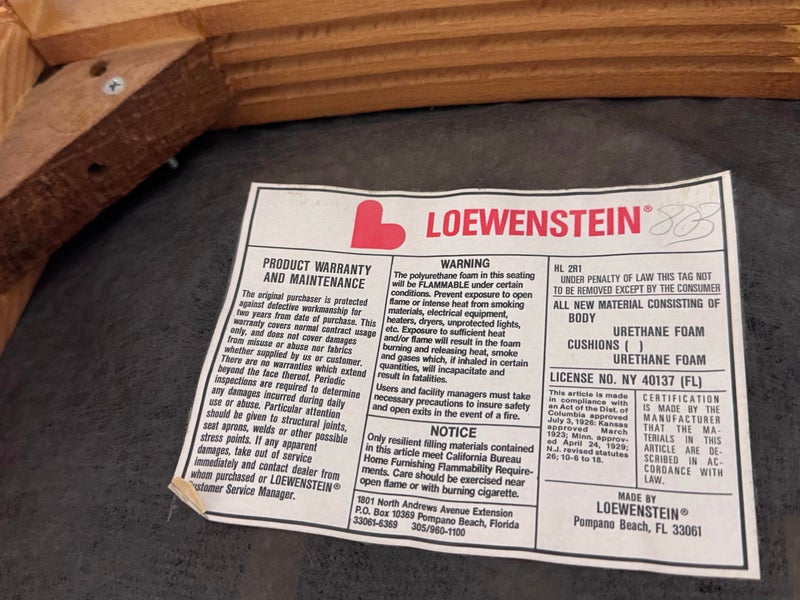 LOEWENSTEIN®
803
PRODUCT WARRANTY
AND MAINTENANCE
The original purchaser is protected
against defective workmanship for
two years from date of purchase. This
warranty covers normal contract usage
only, and does not cover damages
from misuse or abuse nor fabrics
whether supplied by us or customer.
There are no warranties which extend
beyond the face thereof. Periodic
inspections are required to determine
any damages incurred during daily
use or abuse. Particular attention
should be given to structural joints,
seat aprons, welds or other possible
stress points. If any apparent
damages, take out of service
immediately and contact dealer from
whom purchased or LOEWENSTEIN®
Customer Service Manager.
WARNING
The polyurethane foam in this seating
will be FLAMMABLE under certain
conditions. Prevent exposure to open
flame or intense heat from smoking
materials, electrical equipment,
heaters, dryers, unprotected lights,
etc. Exposure to sufficient heat
and/or flame will result in the foam
burning and releasing heat, smoke
and gases which, if inhaled in certain
quantities, will incapacitate and
result in fatalities.
Users and facility managers must take
necessary precautions to insure safety
and open exits in the event of a fire.
NOTICE
Only resilient filling materials contained
in this article meet California Bureau
Home Furnishing Flammability Require-
ments. Care should be exercised near
open flame or with burning cigarette.
1801 North Andrews Avenue Extension
P.O. Box 10369 Pompano Beach, Florida
33061-6369 305/960-1100
HL 2R1
UNDER PENALTY OF LAW THIS TAG NOT
TO BE REMOVED EXCEPT BY THE CONSUMER
ALL NEW MATERIAL CONSISTING OF
BODY
URETHANE FOAM
CUSHIONS ( )
URETHANE FOAM
LICENSE NO. NY 40137 (FL)
This article is made
in compliance with
an Act of the Dist. of
Columbia approved
July 3, 1926: Kansas
approved March
1923; Minn. approv-
ed April 24, 1929;
N.J. revised statutes
26; 10-6 to 18.
CERTIFICATION
IS MADE BY THE
MANUFACTURER
THAT THE MA-
TERIALS IN THIS
ARTICLE ARE DE-
SCRIBED IN AC-
CORDANCE WITH
LAW.
MADE BY
LOEWENSTEIN®
Pompano Beach, FL 33061